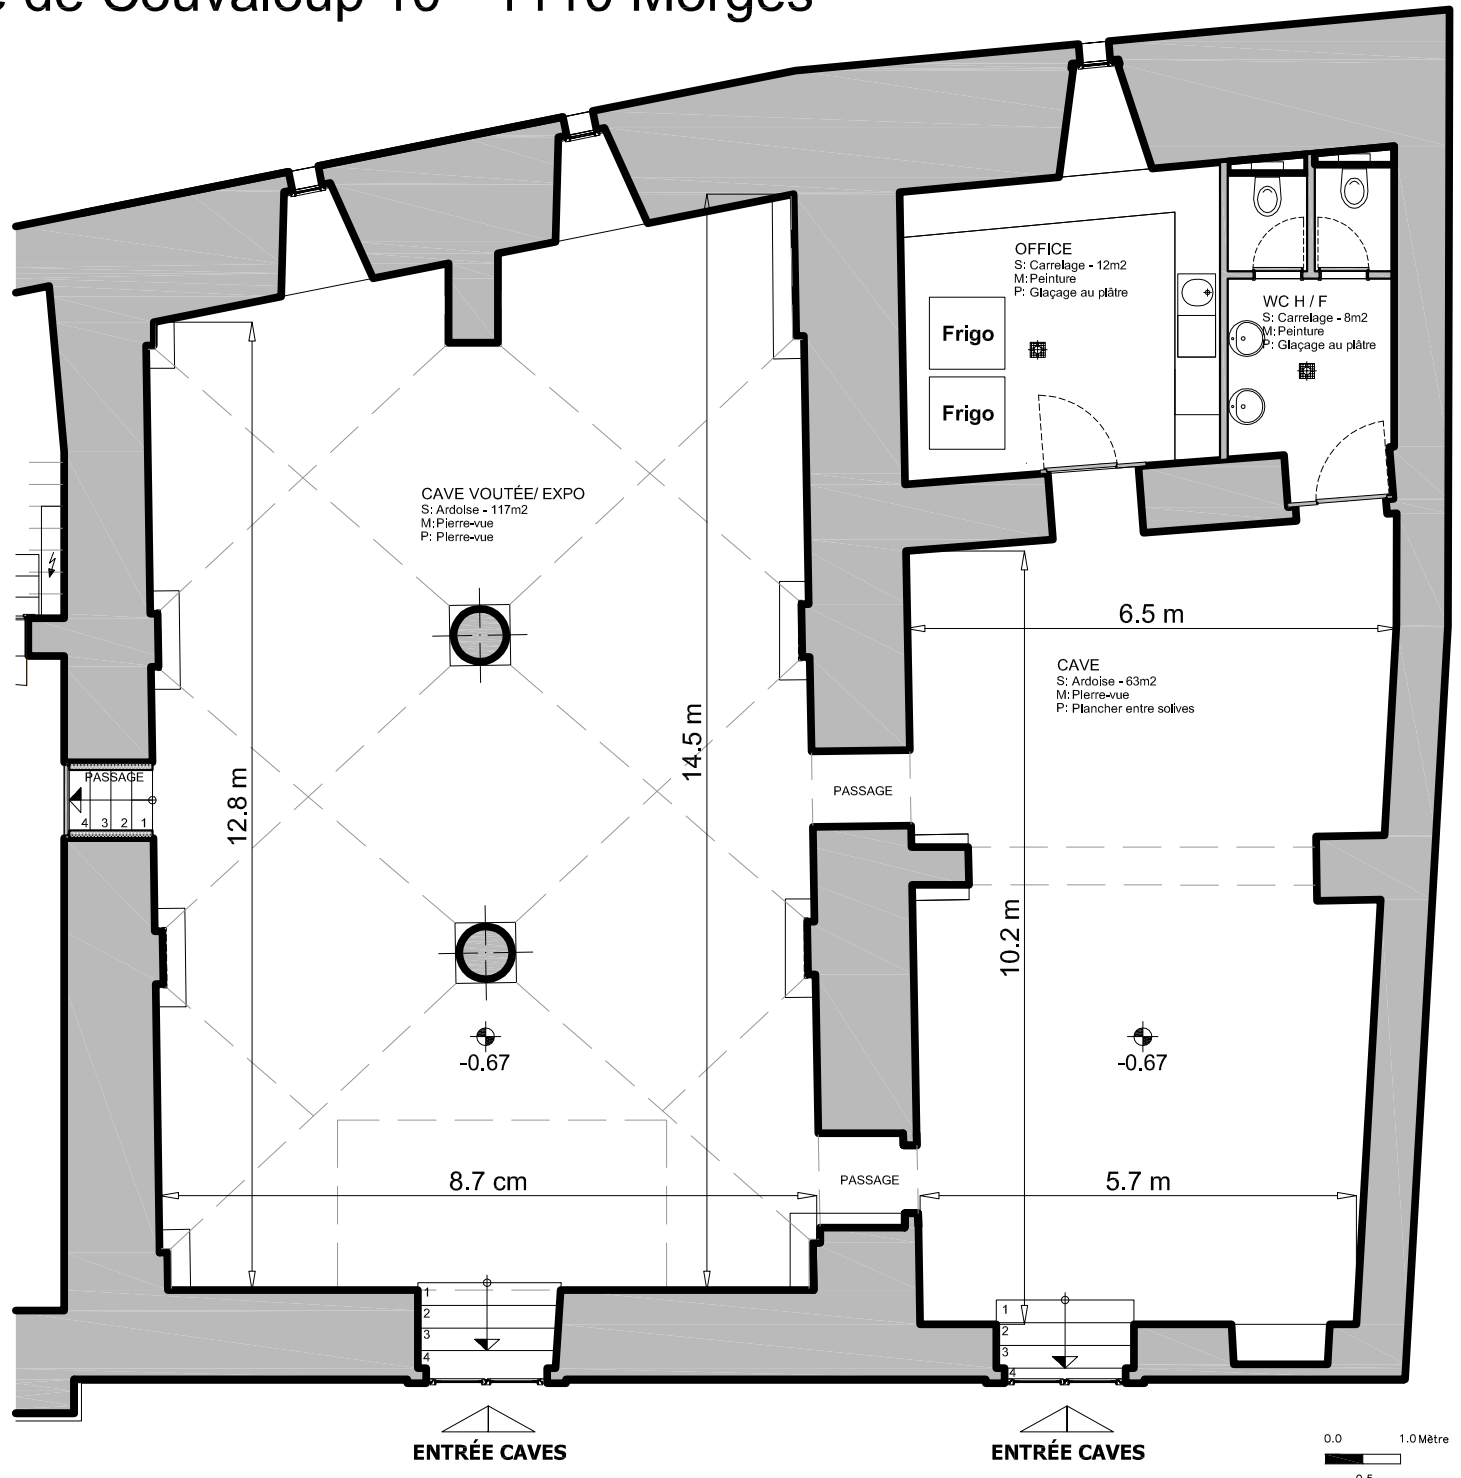 de Couvaloup 10 - 1110 Morges
OFFICE
S: Carrelage - 12m2
M: Peinture
P: Glaçage au plâtre
WC H / F
S: Carrelage - 8m2
M: Peinture
P: Glaçage au plâtre
Frigo
Frigo
CAVE VOUTÉE/ EXPO
S: Ardoise - 117m2
M: Pierre-vue
P: Pierre-vue
6.5 m
CAVE
S: Ardoise - 63m2
M: Pierre-vue
P: Plancher entre solives
12.8 m
14.5 m
PASSAGE
4 3 2 1
PASSAGE
10.2 m
-0.67
-0.67
8.7 cm
PASSAGE
5.7 m
1
2
3
4
1
2
3
4
ENTRÉE CAVES
ENTRÉE CAVES
0.0 1.0 Mètre
0.5